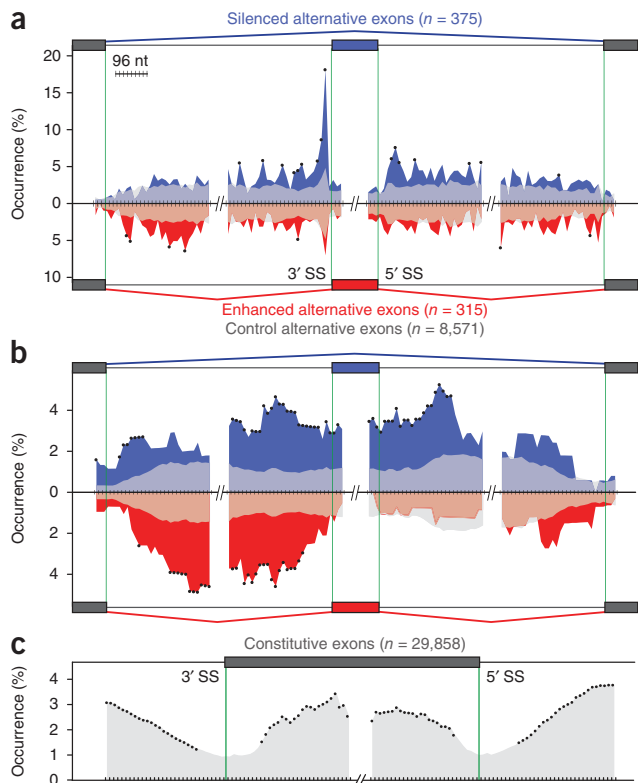 a
Silenced alternative exons (n = 375)
20
15
10
5
0
5
10
Occurrence (%)
96 nt
3′ SS
5′ SS
Enhanced alternative exons (n = 315)
Control alternative exons (n = 8,571)
b
4
2
0
2
4
Occurrence (%)
c
Constitutive exons (n = 29,858)
3′ SS
5′ SS
4
3
2
1
0
Occurrence (%)